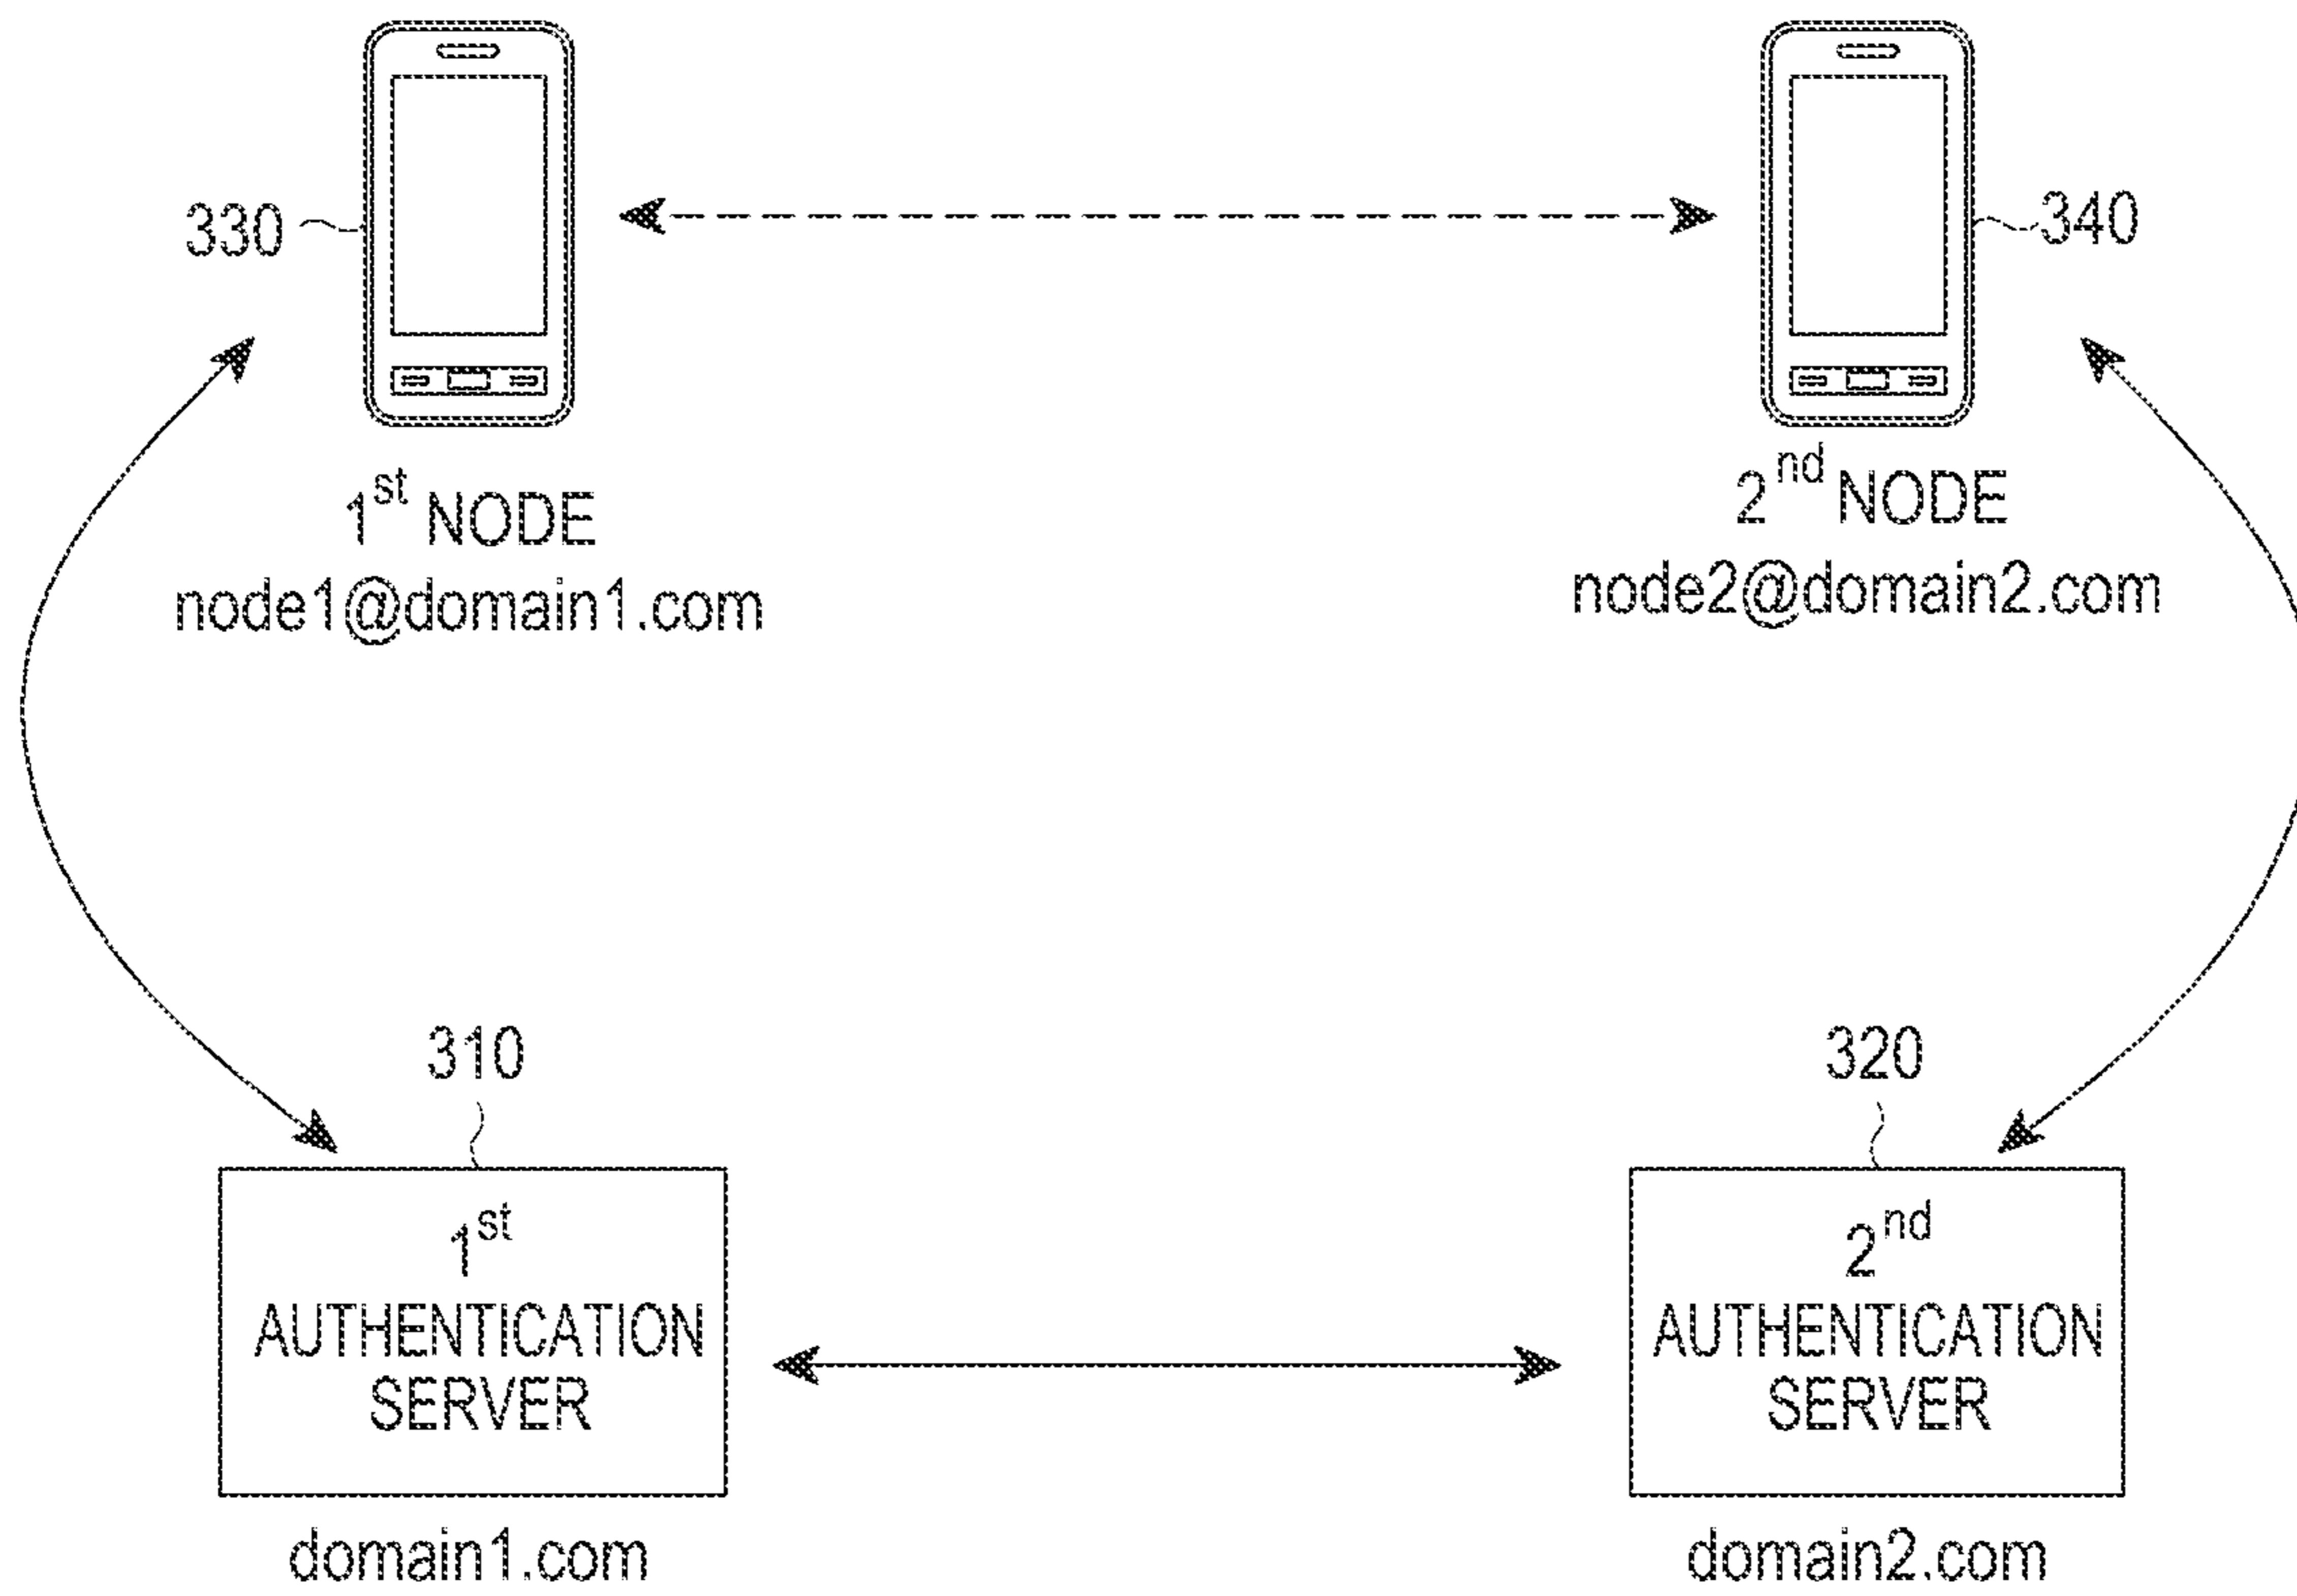 330
340
1st NODE
node1@domain1.com
2nd NODE
node2@domain2.com
310
320
1st
AUTHENTICATION
SERVER
2nd
AUTHENTICATION
SERVER
domain1.com
domain2.com